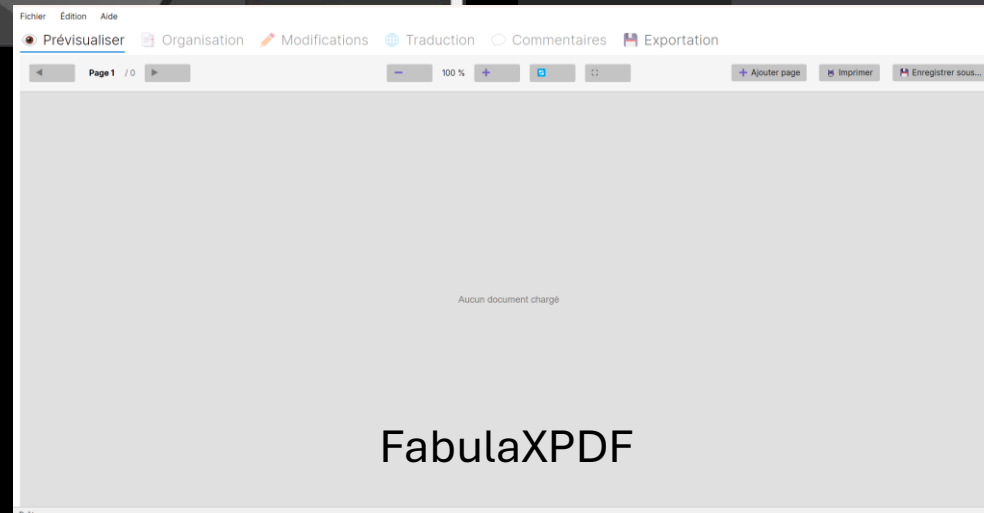 Fichier Édition Aide
Prévisualiser Organisation Modifications Traduction Commentaires Exportation
Page 1 / 0 100 % Ajouter page Imprimer Enregistrer sous...
Aucun document chargé
FabulaXPDF